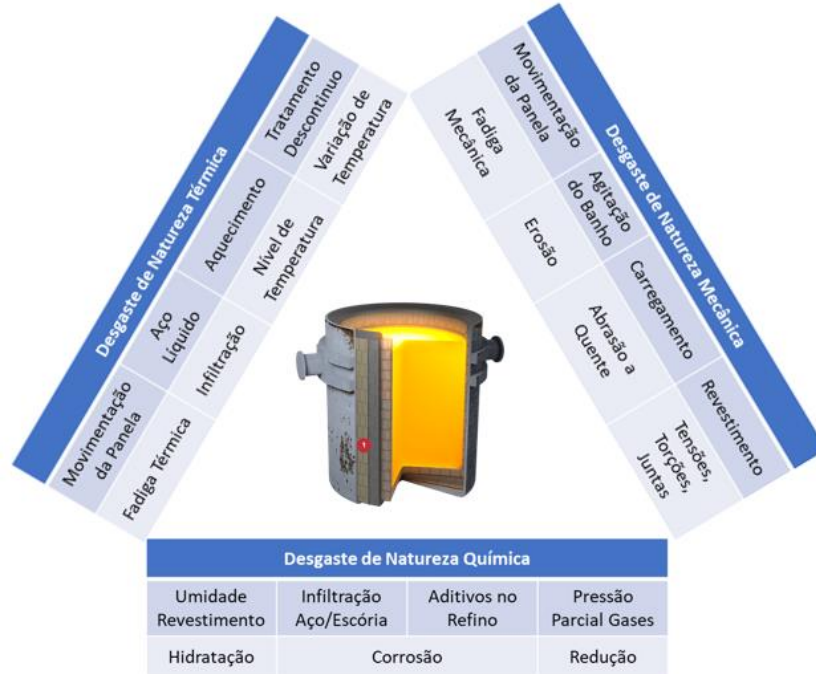 Desgaste de Natureza Térmica
Movimentação
da Panela
Aço
Líquido
Aquecimento
Tratamento
Descontinuo
Fadiga Térmica
Infiltração
Nível de
Temperatura
Variação de
Temperatura
Desgaste de Natureza Mecânica
Movimentação
da Panela
Agitação
do Banho
Carregamento
Revestimento
Fadiga
Mecânica
Erosão
Abrasão a
Quente
Tensões,
Torções,
Juntas
1
Desgaste de Natureza Química
Umidade
Revestimento
Infiltração
Aço/Escória
Aditivos no
Refino
Pressão
Parcial Gases
Hidratação
Corrosão
Redução